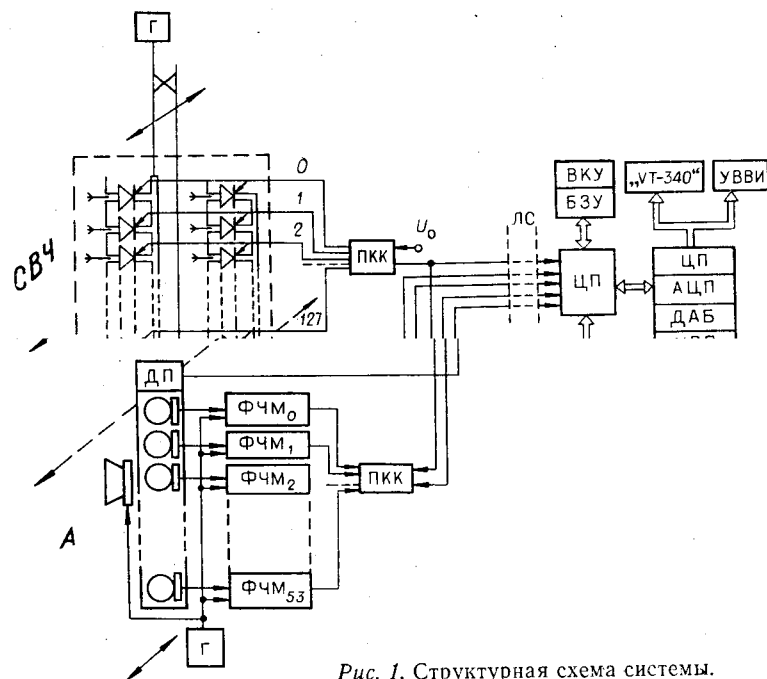 Г
СВЧ
0
1
2
127
ПКК
U₀
ЛС
ВКУ
БЗУ
ЦП
„VT-340"
УВВИ
ЦП
АЦП
ДАБ
ДП
ФЧМ₀
ФЧМ₁
ФЧМ₂
ФЧМ₅₃
ПКК
А
Г
Рис. 1. Структурная схема системы.